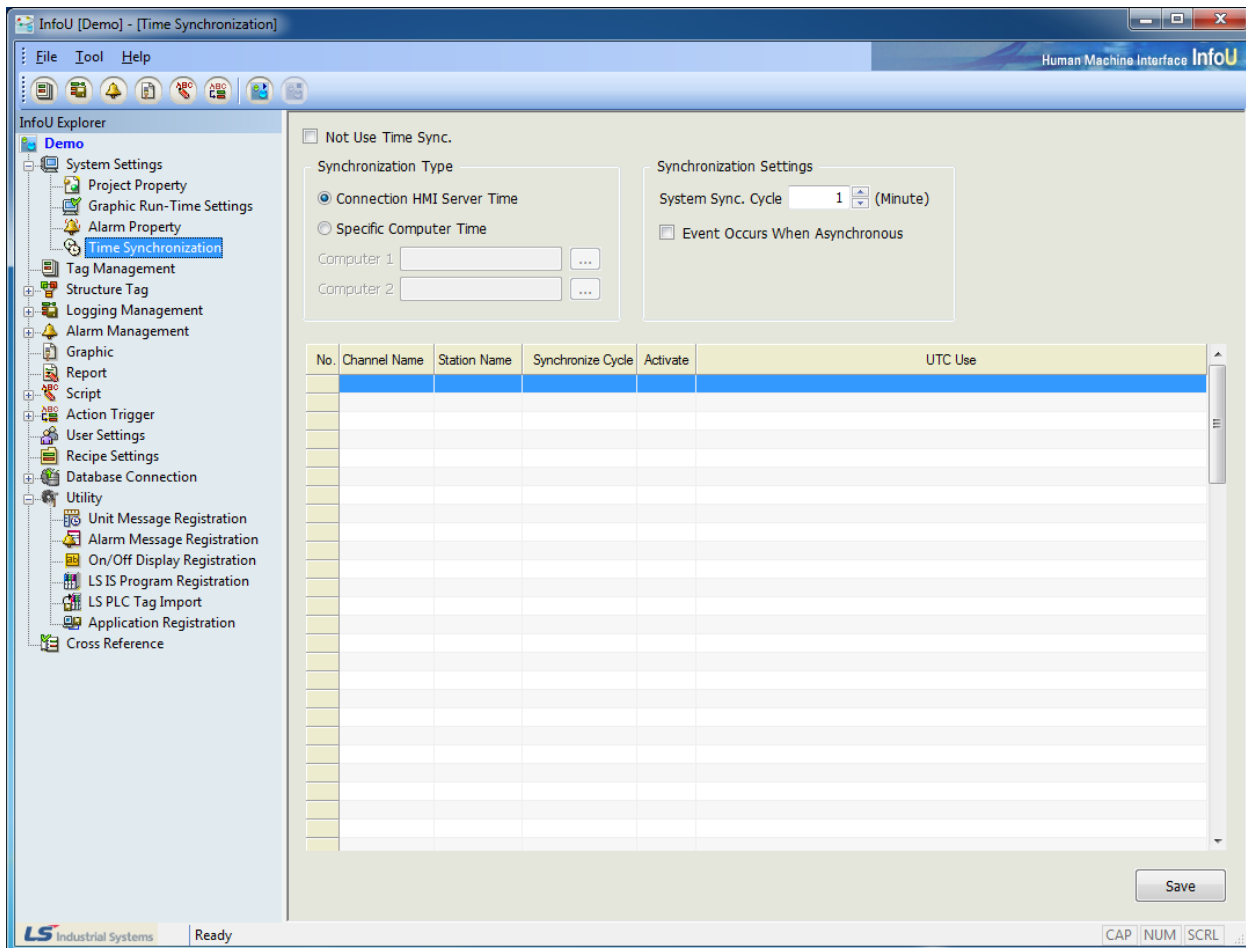 InfoU [Demo] - [Time Synchronization]
File Tool Help
Human Machine Interface InfoU
InfoU Explorer
Demo
System Settings
Project Property
Graphic Run-Time Settings
Alarm Property
Time Synchronization
Tag Management
Structure Tag
Logging Management
Alarm Management
Graphic
Report
Script
Action Trigger
User Settings
Recipe Settings
Database Connection
Utility
Unit Message Registration
Alarm Message Registration
On/Off Display Registration
LS IS Program Registration
LS PLC Tag Import
Application Registration
Cross Reference
Not Use Time Sync.
Synchronization Type
Connection HMI Server Time
Specific Computer Time
Computer 1 ...
Computer 2 ...
Synchronization Settings
System Sync. Cycle 1 (Minute)
Event Occurs When Asynchronous
No. Channel Name Station Name Synchronize Cycle Activate UTC Use
Save
LS Industrial Systems Ready CAP NUM SCRL